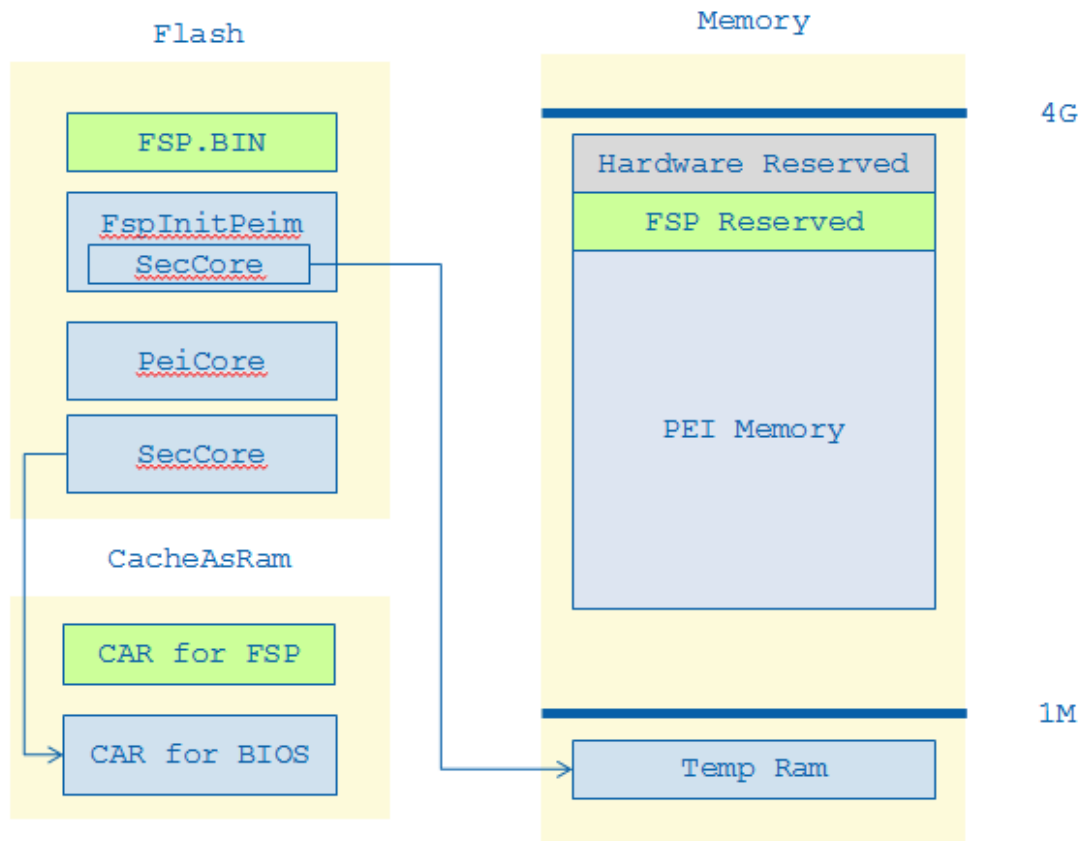 Flash
FSP.BIN
FspInitPeim
SecCore
PeiCore
SecCore
CacheAsRam
CAR for FSP
CAR for BIOS
Memory
4G
Hardware Reserved
FSP Reserved
PEI Memory
1M
Temp Ram